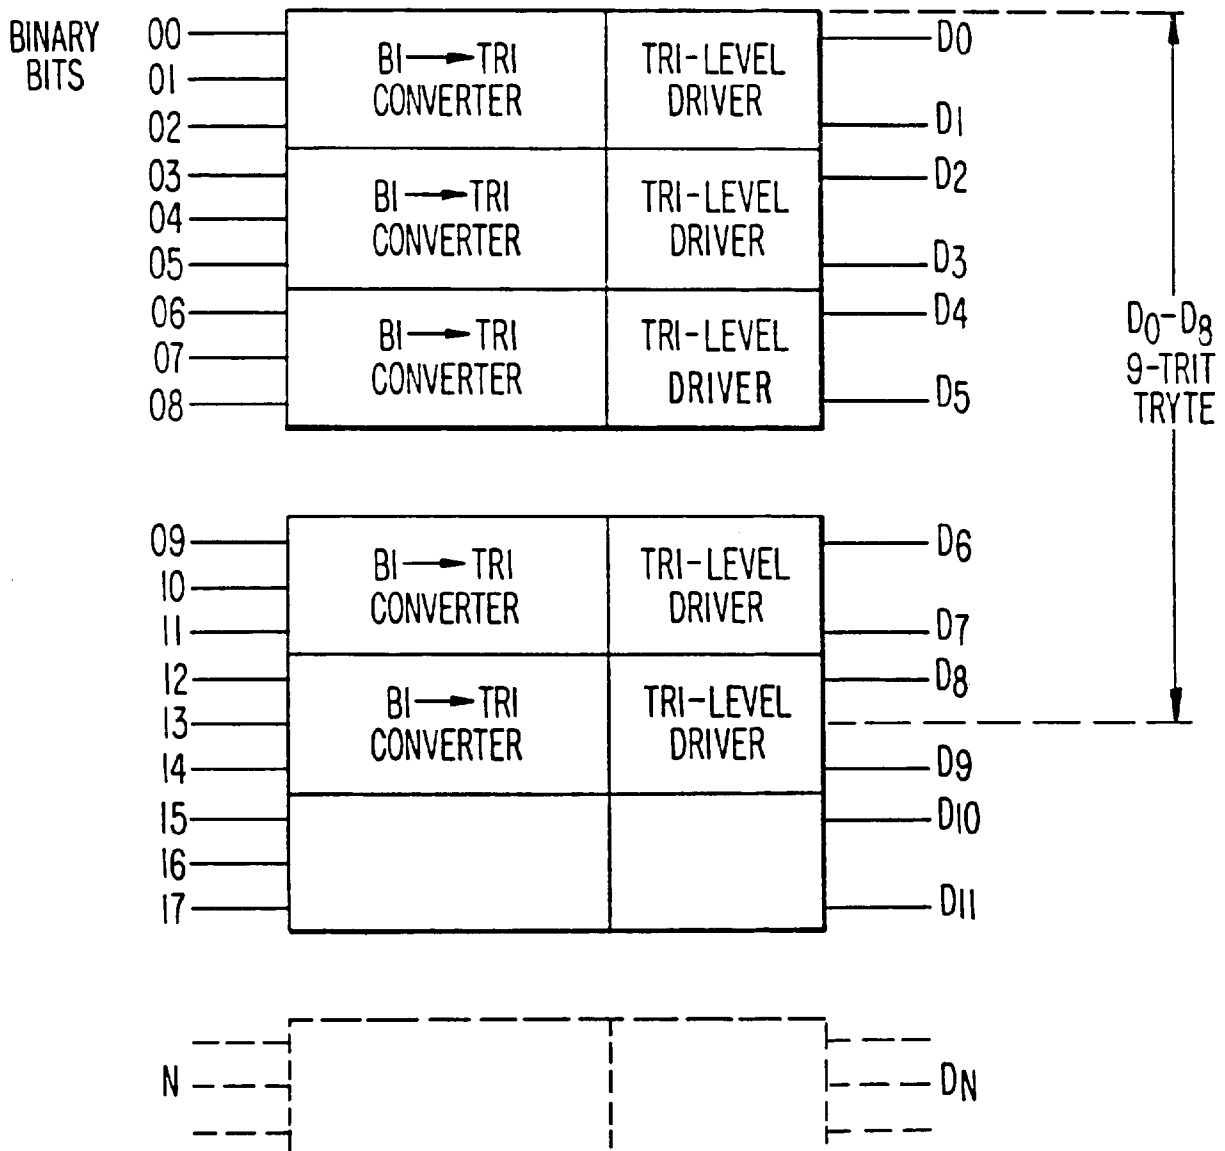 BINARY
BITS
00
01
02
BI → TRI
CONVERTER
TRI-LEVEL
DRIVER
D0
D1
03
04
05
BI → TRI
CONVERTER
TRI-LEVEL
DRIVER
D2
D3
06
07
08
BI → TRI
CONVERTER
TRI-LEVEL
DRIVER
D4
D5
D0-D8
9-TRIT
TRYTE
09
10
11
BI → TRI
CONVERTER
TRI-LEVEL
DRIVER
D6
D7
12
13
14
BI → TRI
CONVERTER
TRI-LEVEL
DRIVER
D8
D9
15
16
17
D10
D11
N
DN